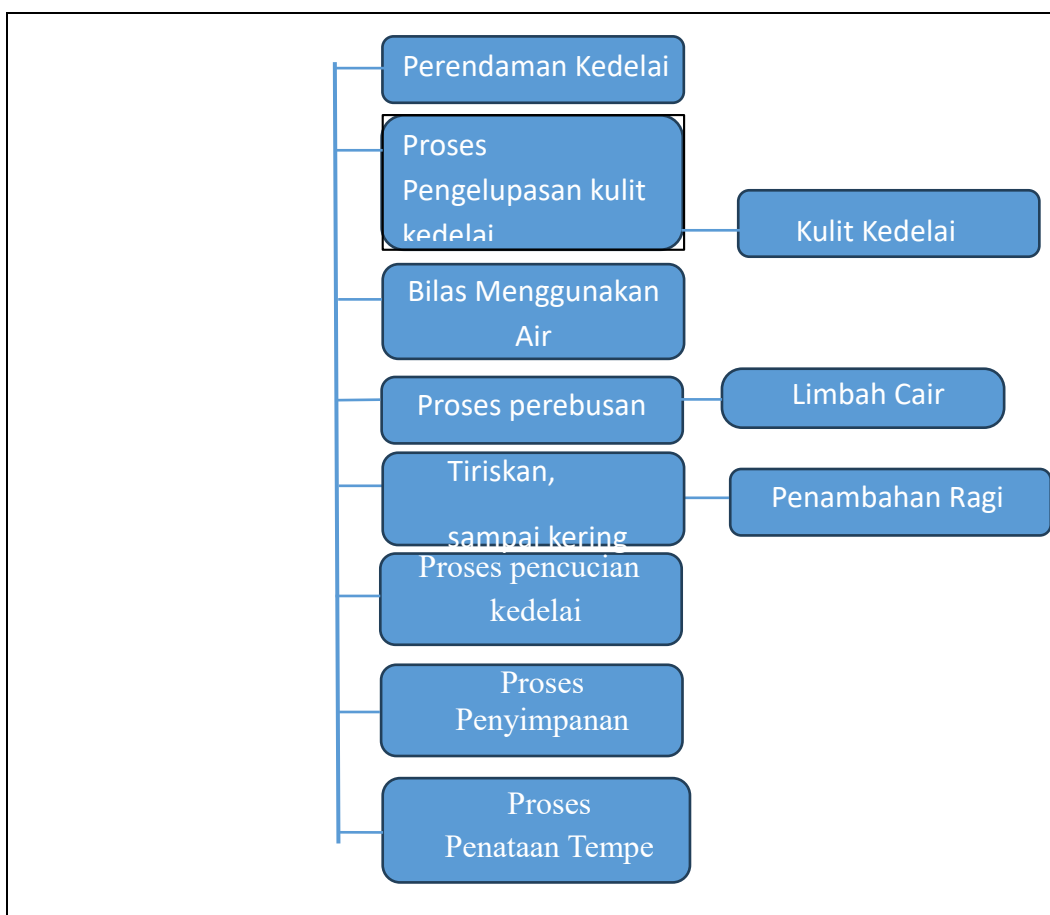 Perendaman Kedelai
Proses
Pengelupasan kulit
kedelai
Kulit Kedelai
Bilas Menggunakan
Air
Proses perebusan
Limbah Cair
Tiriskan,
sampai kering
Penambahan Ragi
Proses pencucian
kedelai
Proses
Penyimpanan
Proses
Penataan Tempe